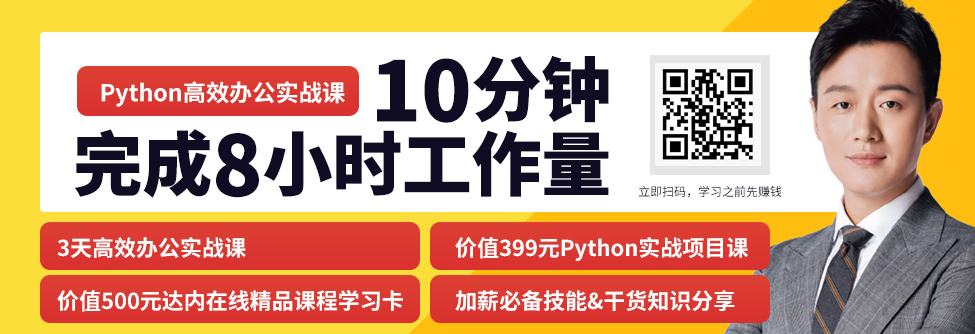 Python高效办公实战课
10分钟
完成8小时工作量
立即扫码，学习之前先赚钱
3天高效办公实战课
价值399元Python实战项目课
价值500元达内在线精品课程学习卡
加薪必备技能&干货知识分享